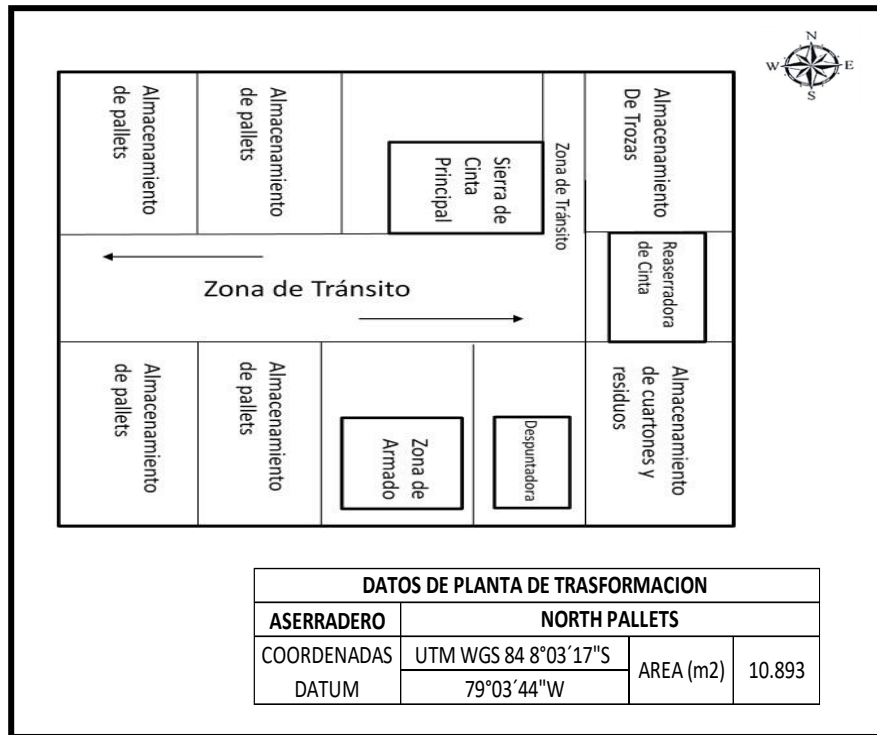 N
W E
S
Almacenamiento
de pallets
Almacenamiento
de pallets
Sierra de
Cinta
Principal
Zona de Tránsito
Almacenamiento
De Trozas
Reaserradora
de Cinta
Zona de Tránsito
Almacenamiento
de pallets
Almacenamiento
de pallets
Zona de
Armado
Despuntadora
Almacenamiento
de cuartones y
residuos
DATOS DE PLANTA DE TRASFORMACION
ASERRADERO NORTH PALLETS
COORDENADAS UTM WGS 84 8°03´17"S AREA (m2) 10.893
DATUM 79°03´44"W